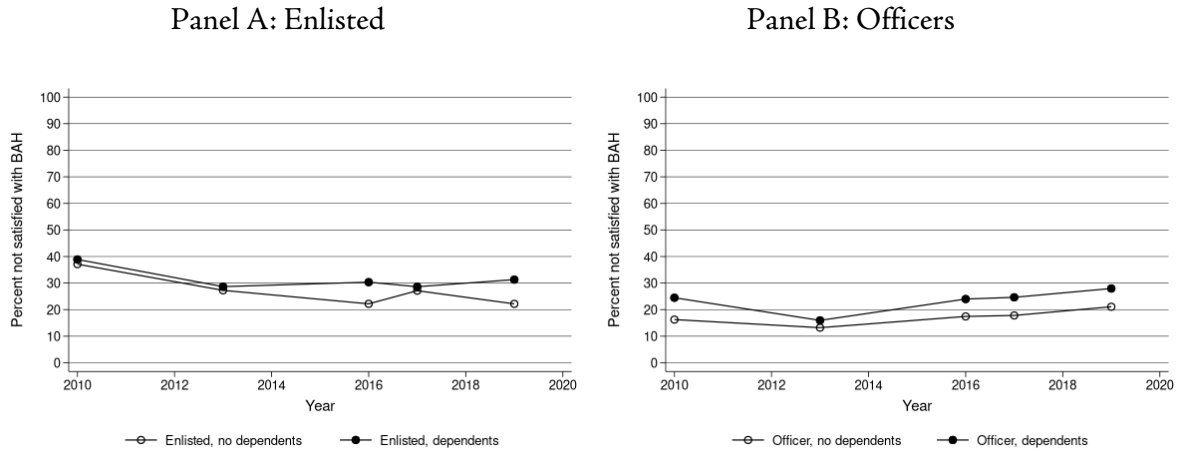 Panel A: Enlisted
Percent not satisfied with BAH
100
90
80
70
60
50
40
30
20
10
0
2010 2012 2014 2016 2018 2020
Year
Enlisted, no dependents Enlisted, dependents
Panel B: Officers
Percent not satisfied with BAH
100
90
80
70
60
50
40
30
20
10
0
2010 2012 2014 2016 2018 2020
Year
Officer, no dependents Officer, dependents